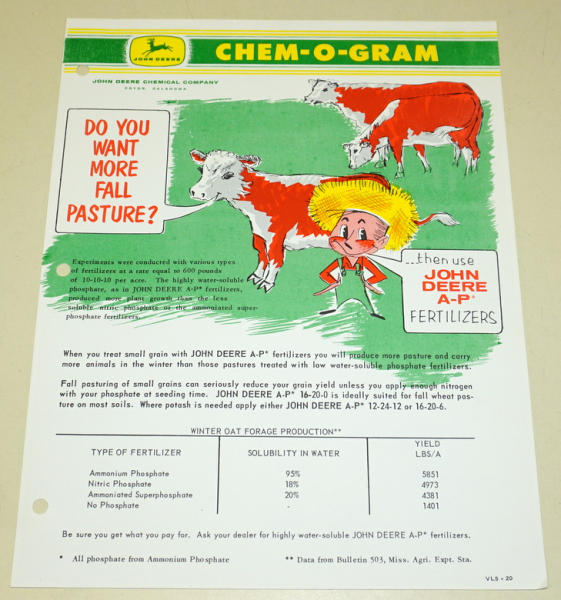 JOHN DEERE
CHEM-O-GRAM
JOHN DEERE CHEMICAL COMPANY
PRYOR, OKLAHOMA
DO YOU
WANT
MORE
FALL
PASTURE?
Experiments were conducted with various types
of fertilizers at a rate equal to 600 pounds
of 10-10-10 per acre. The highly water-soluble
phosphate, as in JOHN DEERE A-P* fertilizers,
produced more plant growth than the less
soluble nitric phosphate or the ammoniated super-
phosphate fertilizers.
...then use
JOHN
DEERE
A-P*
FERTILIZERS
When you treat small grain with JOHN DEERE A-P* fertilizers you will produce more pasture and carry
more animals in the winter than those pastures treated with low water-soluble phosphate fertilizers.
Fall pasturing of small grains can seriously reduce your grain yield unless you apply enough nitrogen
with your phosphate at seeding time. JOHN DEERE A-P* 16-20-0 is ideally suited for fall wheat pas-
ture on most soils. Where potash is needed apply either JOHN DEERE A-P* 12-24-12 or 16-20-6.
WINTER OAT FORAGE PRODUCTION**
TYPE OF FERTILIZER SOLUBILITY IN WATER YIELD LBS/A
Ammonium Phosphate 95% 5851
Nitric Phosphate 18% 4973
Ammoniated Superphosphate 20% 4381
No Phosphate - 1401
Be sure you get what you pay for. Ask your dealer for highly water-soluble JOHN DEERE A-P* fertilizers.
* All phosphate from Ammonium Phosphate ** Data from Bulletin 503, Miss. Agri. Expt. Sta.
VLS - 20